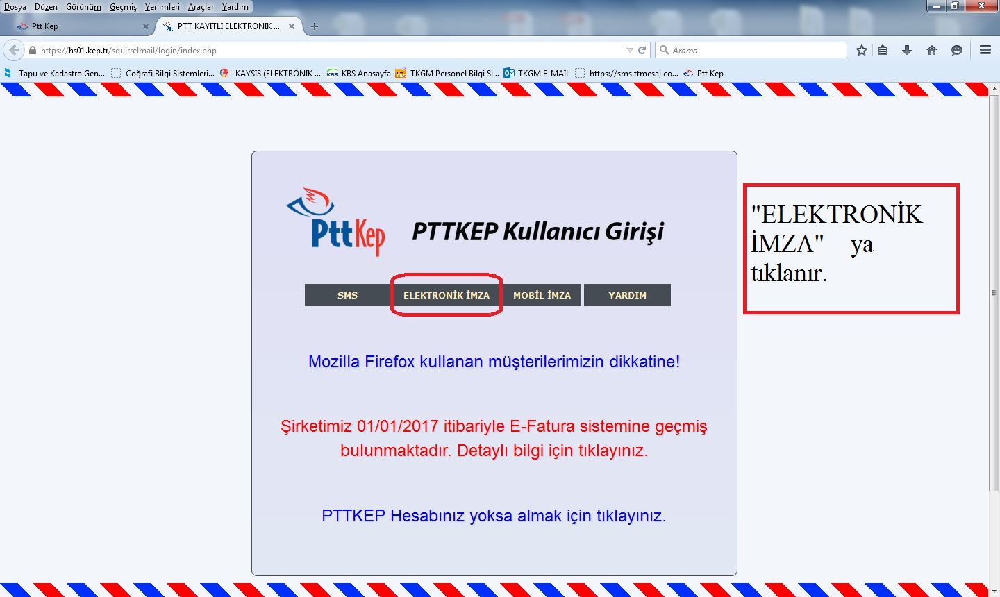 Dosya Düzen Görünüm Geçmiş Yer imleri Araçlar Yardım
Ptt Kep
PTT KAYITLI ELEKTRONİK ...
https://hs01.kep.tr/squirrelmail/login/index.php
Arama
Tapu ve Kadastro Gen... Coğrafi Bilgi Sistemleri... KAYSİS (ELEKTRONİK ... KBS KBS Anasayfa TKGM Personel Bilgi Si... TKGM E-MAİL https://sms.ttmesaj.co... Ptt Kep
PttKep
PTTKEP Kullanıcı Girişi
"ELEKTRONİK
İMZA" ya
tıklanır.
SMS ELEKTRONİK İMZA MOBİL İMZA YARDIM
Mozilla Firefox kullanan müşterilerimizin dikkatine!
Şirketimiz 01/01/2017 itibariyle E-Fatura sistemine geçmiş
bulunmaktadır. Detaylı bilgi için tıklayınız.
PTTKEP Hesabınız yoksa almak için tıklayınız.